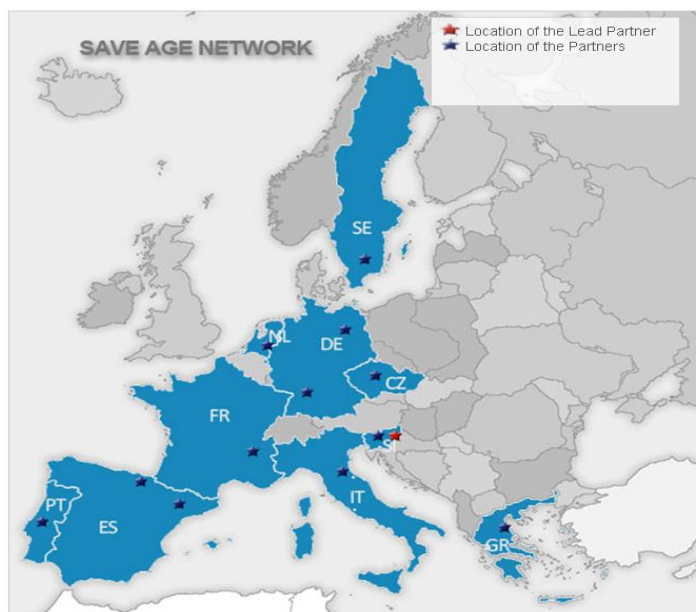 SAVE AGE NETWORK
Location of the Lead Partner
Location of the Partners
SE
NL
DE
CZ
FR
SI
IT
PT
ES
GR